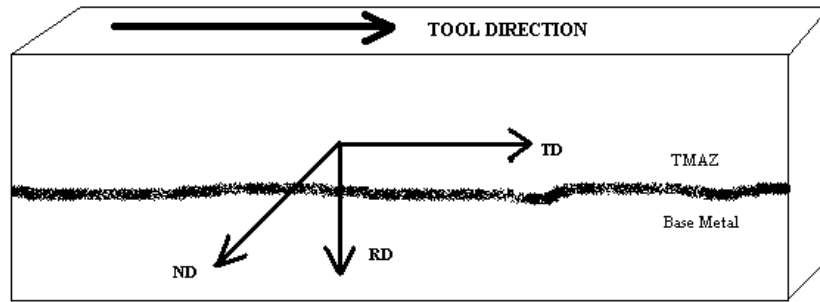 TOOL DIRECTION
TD
TMAZ
Base Metal
ND
RD